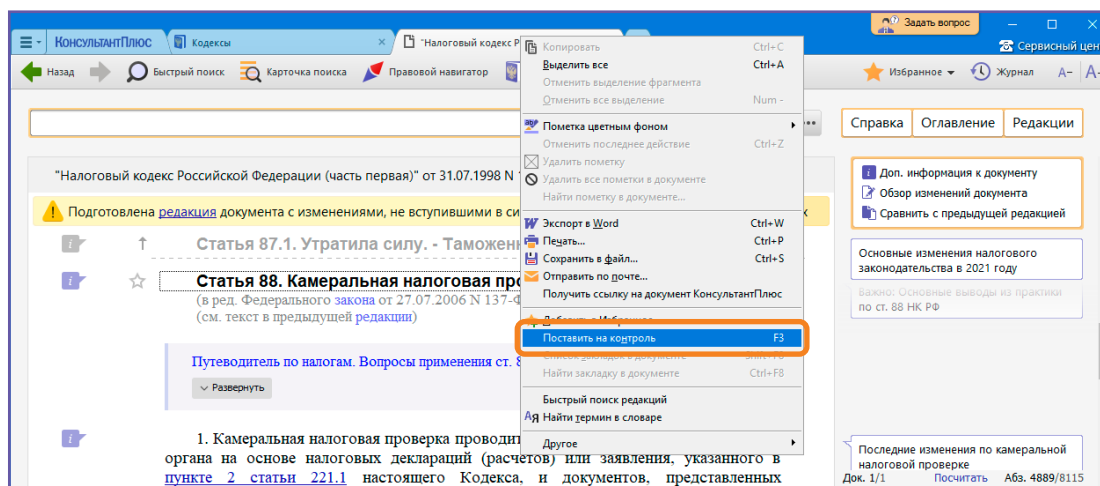 Задать вопрос
КонсультантПлюс
Кодексы
"Налоговый кодекс Р
Сервисный цен
Назад
Быстрый поиск
Карточка поиска
Правовой навигатор
Избранное
Журнал
A−
A
Справка
Оглавление
Редакции
"Налоговый кодекс Российской Федерации (часть первая)" от 31.07.1998 N
Подготовлена редакция документа с изменениями, не вступившими в си
Статья 87.1. Утратила силу. - Таможен
Статья 88. Камеральная налоговая про
(в ред. Федерального закона от 27.07.2006 N 137-Ф
(см. текст в предыдущей редакции)
Путеводитель по налогам. Вопросы применения ст. 8
Развернуть
1. Камеральная налоговая проверка проводит
органа на основе налоговых деклараций (расчетов) или заявления, указанного в
пункте 2 статьи 221.1 настоящего Кодекса, и документов, представленных
Копировать Ctrl+C
Выделить все Ctrl+A
Отменить выделение фрагмента
Отменить все выделение Num -
Пометка цветным фоном
Отменить последнее действие Ctrl+Z
Удалить пометку
Удалить все пометки в документе
Найти пометку в документе...
Экспорт в Word Ctrl+W
Печать... Ctrl+P
Сохранить в файл... Ctrl+S
Отправить по почте...
Получить ссылку на документ КонсультантПлюс
Добавить в Избранное
Поставить на контроль F3
Список закладок в документе Shift+F8
Найти закладку в документе Ctrl+F8
Быстрый поиск редакций
Найти термин в словаре
Другое
Доп. информация к документу
Обзор изменений документа
Сравнить с предыдущей редакцией
Основные изменения налогового
законодательства в 2021 году
Важно: Основные выводы из практики
по ст. 88 НК РФ
Последние изменения по камеральной
налоговой проверке
Док. 1/1 Посчитать Абз. 4889/8115